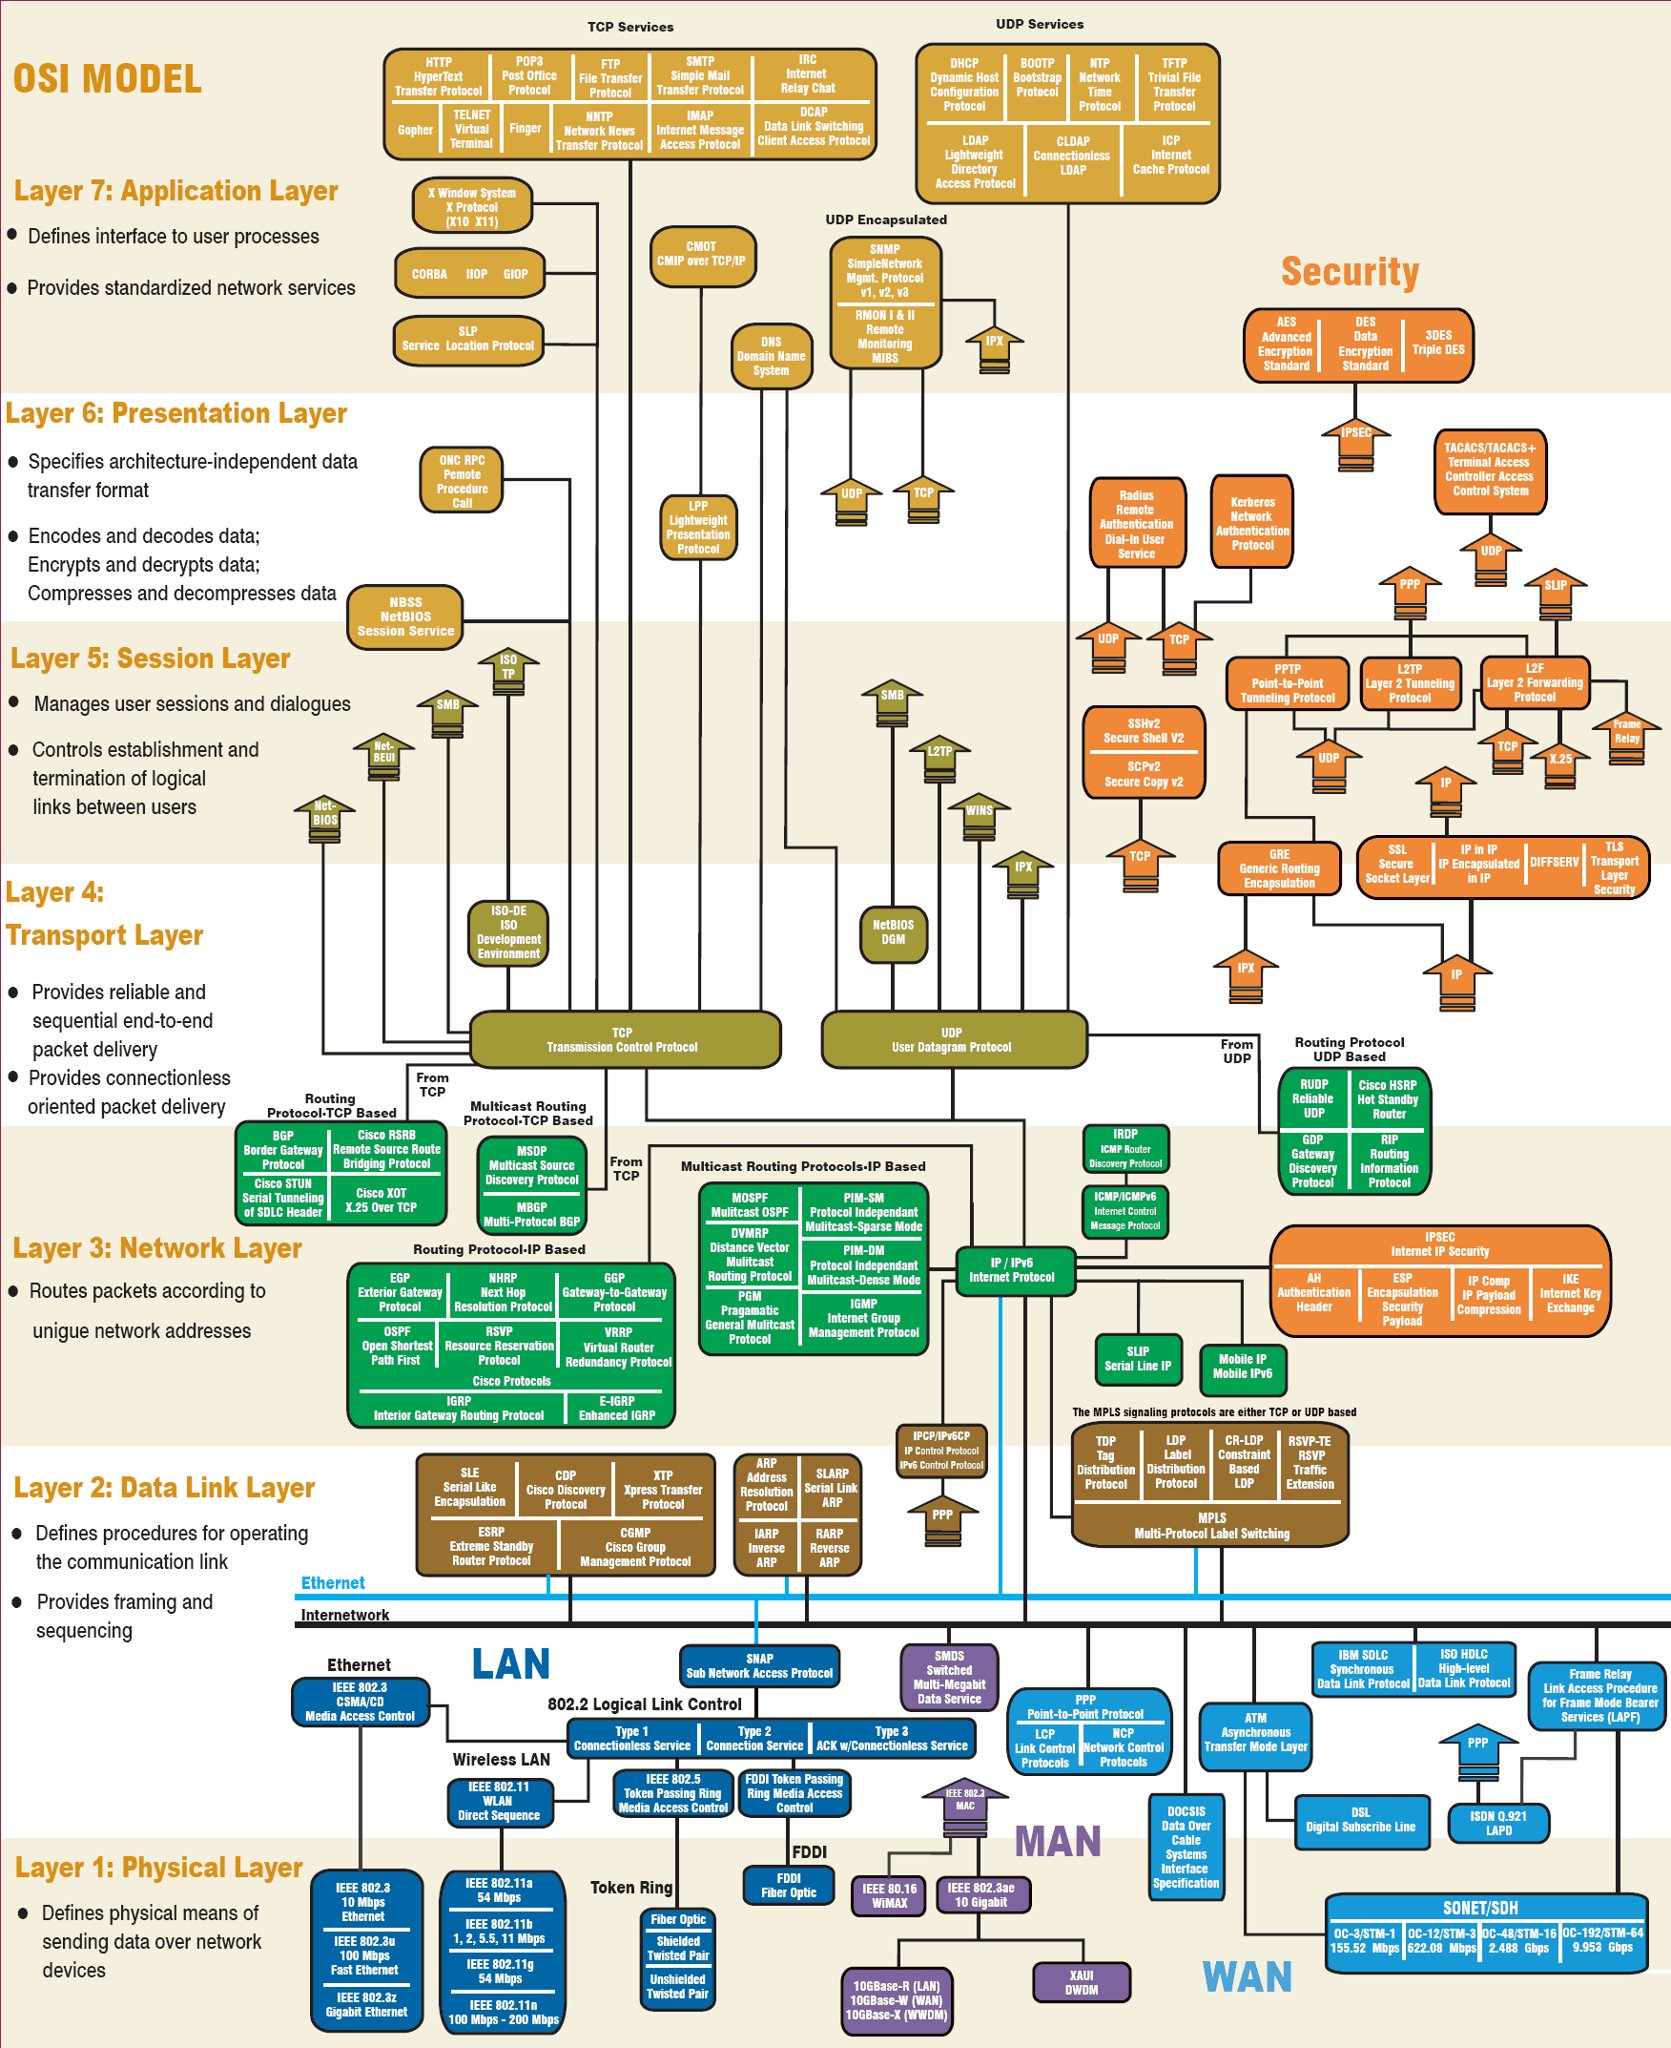 OSI MODEL
TCP Services
HTTP
HyperText
Transfer Protocol
POP3
Post Office
Protocol
FTP
File Transfer
Protocol
SMTP
Simple Mail
Transfer Protocol
IRC
Internet
Relay Chat
Gopher
TELNET
Virtual
Terminal
Finger
NNTP
Network News
Transfer Protocol
IMAP
Internet Message
Access Protocol
DCAP
Data Link Switching
Client Access Protocol
UDP Services
DHCP
Dynamic Host
Configuration
Protocol
BOOTP
Bootstrap
Protocol
NTP
Network
Time
Protocol
TFTP
Trivial File
Transfer
Protocol
LDAP
Lightweight
Directory
Access Protocol
CLDAP
Connectionless
LDAP
ICP
Internet
Cache Protocol
Layer 7: Application Layer
Defines interface to user processes
Provides standardized network services
X Window System
X Protocol
(X10 X11)
CORBA IIOP GIOP
SLP
Service Location Protocol
CMOT
CMIP over TCP/IP
DNS
Domain Name
System
UDP Encapsulated
SNMP
SimpleNetwork
Mgmt. Protocol
v1, v2, v3
RMON I & II
Remote
Monitoring
MIBS
IPX
UDP
TCP
Security
AES
Advanced
Encryption
Standard
DES
Data
Encryption
Standard
3DES
Triple DES
IPSEC
Layer 6: Presentation Layer
Specifies architecture-independent data
transfer format
Encodes and decodes data;
Encrypts and decrypts data;
Compresses and decompresses data
ONC RPC
Pemote
Procedure
Call
LPP
Lightweight
Presentation
Protocol
NBSS
NetBIOS
Session Service
Radius
Remote
Authentication
Dial-In User
Service
Kerberos
Network
Authentication
Protocol
TACACS/TACACS+
Terminal Access
Controller Access
Control System
UDP
PPP
SLIP
UDP
TCP
Layer 5: Session Layer
Manages user sessions and dialogues
Controls establishment and
termination of logical
links between users
ISO
TP
SMB
Net-
BEUI
Net-
BIOS
SMB
L2TP
WINS
IPX
PPTP
Point-to-Point
Tunneling Protocol
L2TP
Layer 2 Tunneling
Protocol
L2F
Layer 2 Forwarding
Protocol
SSHv2
Secure Shell V2
SCPv2
Secure Copy v2
UDP
TCP
X.25
Frame
Relay
IP
TCP
GRE
Generic Routing
Encapsulation
SSL
Secure
Socket Layer
IP in IP
IP Encapsulated
in IP
DIFFSERV
TLS
Transport
Layer
Security
IPX
IP
Layer 4:
Transport Layer
Provides reliable and
sequential end-to-end
packet delivery
Provides connectionless
oriented packet delivery
ISO-DE
ISO
Development
Environment
NetBIOS
DGM
TCP
Transmission Control Protocol
UDP
User Datagram Protocol
From
TCP
From
UDP
Routing
Protocol-TCP Based
BGP
Border Gateway
Protocol
Cisco RSRB
Remote Source Route
Bridging Protocol
Cisco STUN
Serial Tunneling
of SDLC Header
Cisco XOT
X.25 Over TCP
Multicast Routing
Protocol-TCP Based
MSDP
Multicast Source
Discovery Protocol
MBGP
Multi-Protocol BGP
From
TCP
Routing Protocol
UDP Based
RUDP
Reliable
UDP
Cisco HSRP
Hot Standby
Router
GDP
Gateway
Discovery
Protocol
RIP
Routing
Information
Protocol
Layer 3: Network Layer
Routes packets according to
unigue network addresses
Multicast Routing Protocols-IP Based
MOSPF
Mulitcast OSPF
DVMRP
Distance Vector
Mulitcast
Routing Protocol
PGM
Pragamatic
General Mulitcast
Protocol
PIM-SM
Protocol Independant
Mulitcast-Sparse Mode
PIM-DM
Protocol Independant
Mulitcast-Dense Mode
IGMP
Internet Group
Management Protocol
IRDP
ICMP Router
Discovery Protocol
ICMP/ICMPv6
Internet Control
Message Protocol
IP / IPv6
Internet Protocol
Routing Protocol-IP Based
EGP
Exterior Gateway
Protocol
NHRP
Next Hop
Resolution Protocol
GGP
Gateway-to-Gateway
Protocol
OSPF
Open Shortest
Path First
RSVP
Resource Reservation
Protocol
VRRP
Virtual Router
Redundancy Protocol
Cisco Protocols
IGRP
Interior Gateway Routing Protocol
E-IGRP
Enhanced IGRP
IPSEC
Internet IP Security
AH
Authentication
Header
ESP
Encapsulation
Security
Payload
IP Comp
IP Payload
Compression
IKE
Internet Key
Exchange
SLIP
Serial Line IP
Mobile IP
Mobile IPv6
Layer 2: Data Link Layer
Defines procedures for operating
the communication link
Provides framing and
sequencing
SLE
Serial Like
Encapsulation
CDP
Cisco Discovery
Protocol
XTP
Xpress Transfer
Protocol
ESRP
Extreme Standby
Router Protocol
CGMP
Cisco Group
Management Protocol
ARP
Address
Resolution
Protocol
SLARP
Serial Link
ARP
IARP
Inverse
ARP
RARP
Reverse
ARP
IPCP/IPv6CP
IP Control Protocol
IPv6 Control Protocol
PPP
The MPLS signaling protocols are either TCP or UDP based
TDP
Tag
Distribution
Protocol
LDP
Label
Distribution
Protocol
CR-LDP
Constraint
Based
LDP
RSVP-TE
RSVP
Traffic
Extension
MPLS
Multi-Protocol Label Switching
Ethernet
Internetwork
LAN
Ethernet
IEEE 802.3
CSMA/CD
Media Access Control
SNAP
Sub Network Access Protocol
802.2 Logical Link Control
Type 1
Connectionless Service
Type 2
Connection Service
Type 3
ACK w/Connectionless Service
Wireless LAN
IEEE 802.11
WLAN
Direct Sequence
IEEE 802.5
Token Passing Ring
Media Access Control
FDDI Token Passing
Ring Media Access
Control
SMDS
Switched
Multi-Megabit
Data Service
PPP
Point-to-Point Protocol
LCP
Link Control
Protocols
NCP
Network Control
Protocols
IEEE 802.3
MAC
MAN
DOCSIS
Data Over
Cable
Systems
Interface
Specification
ATM
Asynchronous
Transfer Mode Layer
IBM SDLC
Synchronous
Data Link Protocol
ISO HDLC
High-level
Data Link Protocol
Frame Relay
Link Access Procedure
for Frame Mode Bearer
Services (LAPF)
PPP
DSL
Digital Subscribe Line
ISDN Q.921
LAPD
Layer 1: Physical Layer
Defines physical means of
sending data over network
devices
IEEE 802.3
10 Mbps
Ethernet
IEEE 802.3u
100 Mbps
Fast Ethernet
IEEE 802.3z
Gigabit Ethernet
IEEE 802.11a
54 Mbps
IEEE 802.11b
1, 2, 5.5, 11 Mbps
IEEE 802.11g
54 Mbps
IEEE 802.11n
100 Mbps - 200 Mbps
Token Ring
Fiber Optic
Shielded
Twisted Pair
Unshielded
Twisted Pair
FDDI
FDDI
Fiber Optic
IEEE 80.16
WiMAX
IEEE 802.3ae
10 Gigabit
10GBase-R (LAN)
10GBase-W (WAN)
10GBase-X (WWDM)
XAUI
DWDM
WAN
SONET/SDH
OC-3/STM-1
155.52 Mbps
OC-12/STM-3
622.08 Mbps
OC-48/STM-16
2.488 Gbps
OC-192/STM-64
9.953 Gbps